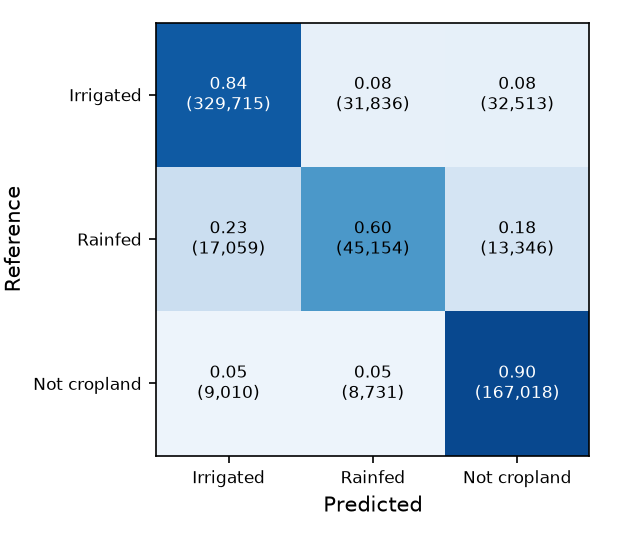 Reference
Irrigated
0.84
(329,715)
0.08
(31,836)
0.08
(32,513)
Rainfed
0.23
(17,059)
0.60
(45,154)
0.18
(13,346)
Not cropland
0.05
(9,010)
0.05
(8,731)
0.90
(167,018)
Irrigated
Rainfed
Not cropland
Predicted